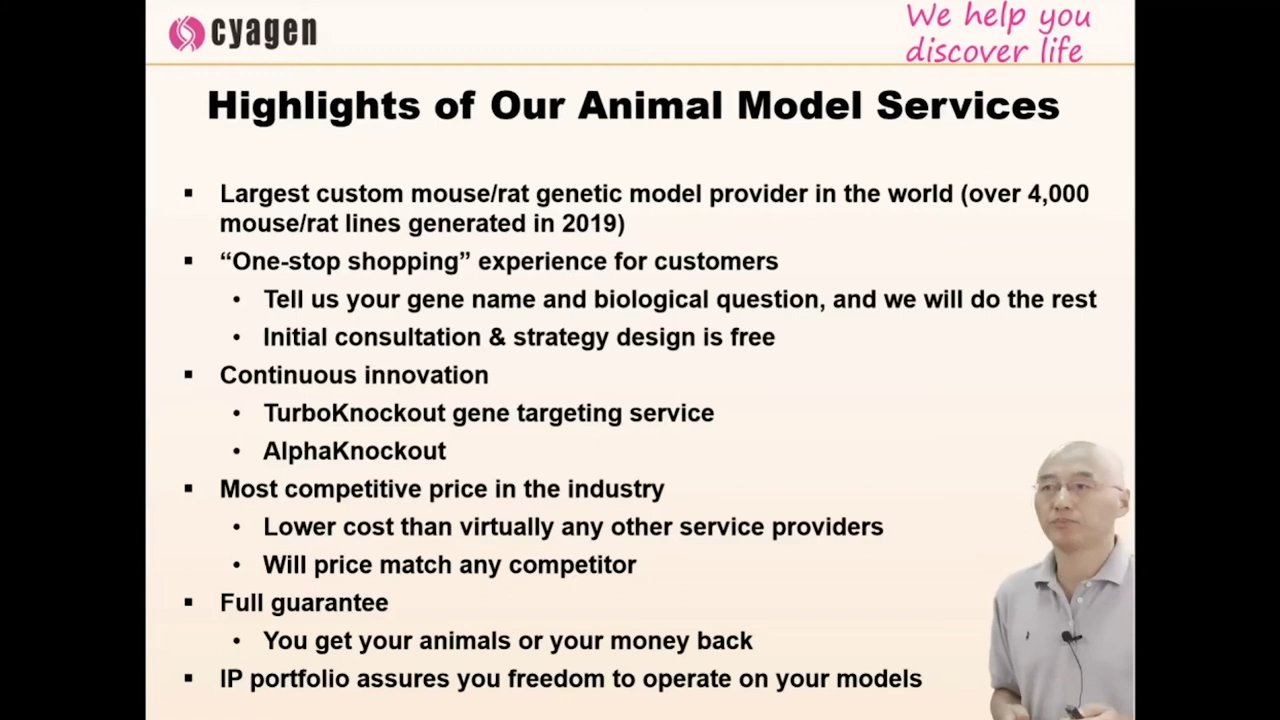 cyagen
We help you
discover life
Highlights of Our Animal Model Services
▪ Largest custom mouse/rat genetic model provider in the world (over 4,000
mouse/rat lines generated in 2019)
▪ “One-stop shopping” experience for customers
• Tell us your gene name and biological question, and we will do the rest
• Initial consultation & strategy design is free
▪ Continuous innovation
• TurboKnockout gene targeting service
• AlphaKnockout
▪ Most competitive price in the industry
• Lower cost than virtually any other service providers
• Will price match any competitor
▪ Full guarantee
• You get your animals or your money back
▪ IP portfolio assures you freedom to operate on your models